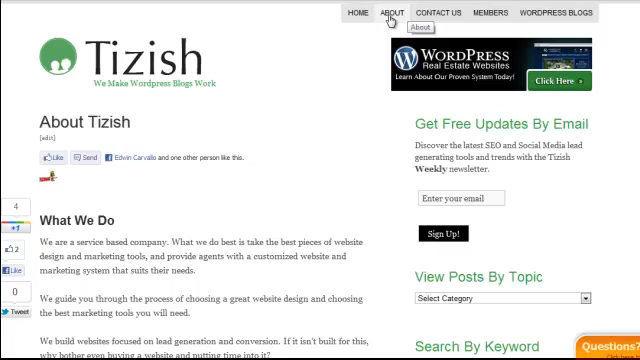 HOME ABOUT CONTACT US MEMBERS WORDPRESS BLOGS
About
Tizish
We Make Wordpress Blogs Work
WORDPRESS
Real Estate Websites
Learn About Our Proven System Today!
Click Here »
About Tizish
[edit]
Like Send Edwin Carvallo and one other person like this.
Get Free Updates By Email
Discover the latest SEO and Social Media lead
generating tools and trends with the Tizish
Weekly newsletter.
Enter your email
Sign Up!
4
+1
2
Like
0
Tweet
What We Do
We are a service based company. What we do best is take the best pieces of website
design and marketing tools, and provide agents with a customized website and
marketing system that suits their needs.
We guide you through the process of choosing a great website design and choosing
the best marketing tools you will need.
We build websites focused on lead generation and conversion. If it isn't built for this,
why bother even buying a website and putting time into it?
View Posts By Topic
Select Category
Search By Keyword
Questions?